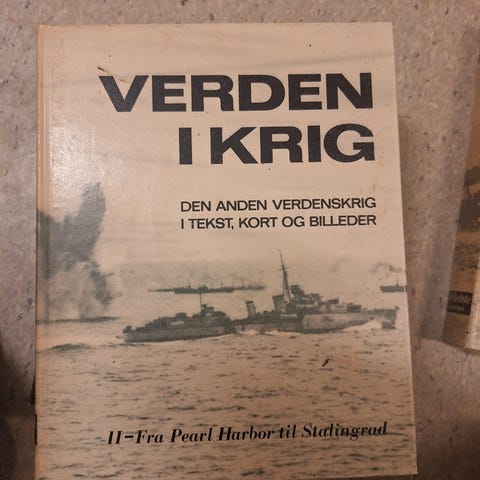 VERDEN
I KRIG
DEN ANDEN VERDENSKRIG
I TEKST, KORT OG BILLEDER
II–Fra Pearl Harbor til Stalingrad